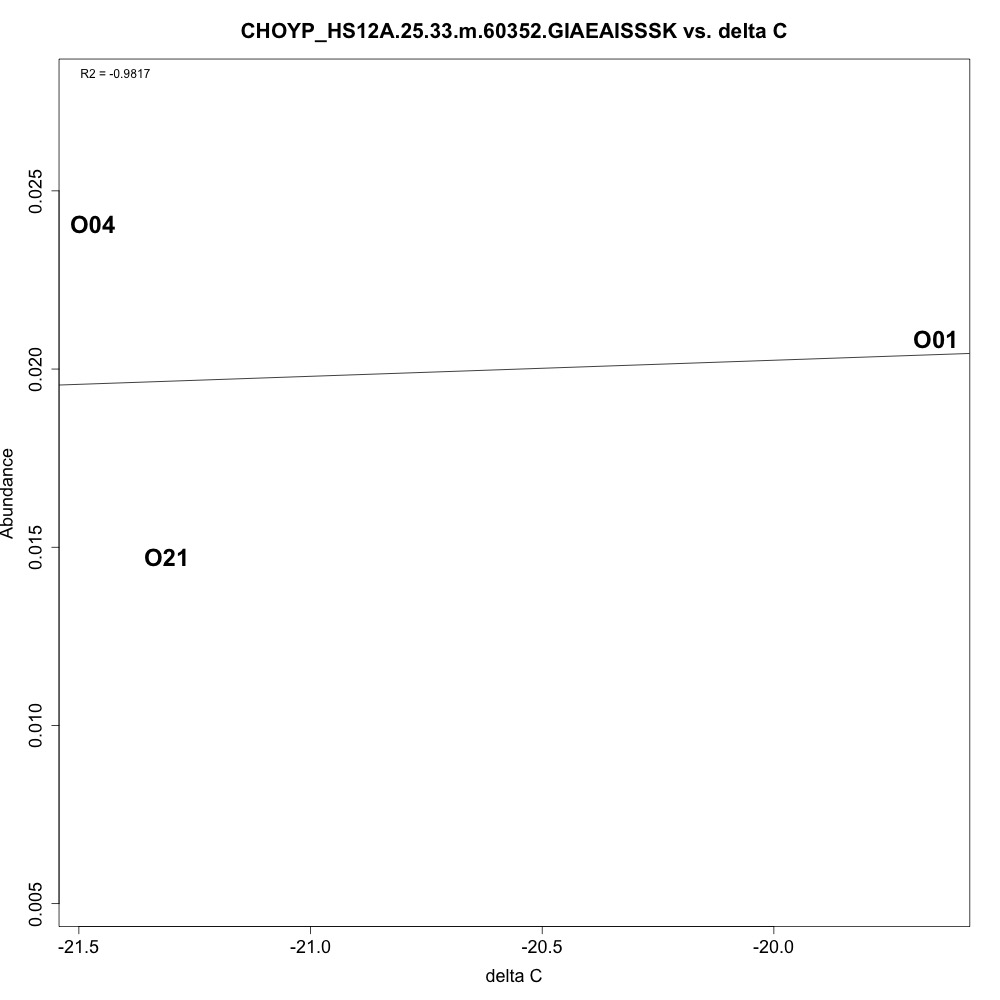 CHOYP_HS12A.25.33.m.60352.GIAEAISSSK vs. delta C
R2 = -0.9817
0.025
O04
O01
0.020
Abundance
0.015
O21
0.010
0.005
-21.5 -21.0 -20.5 -20.0
delta C